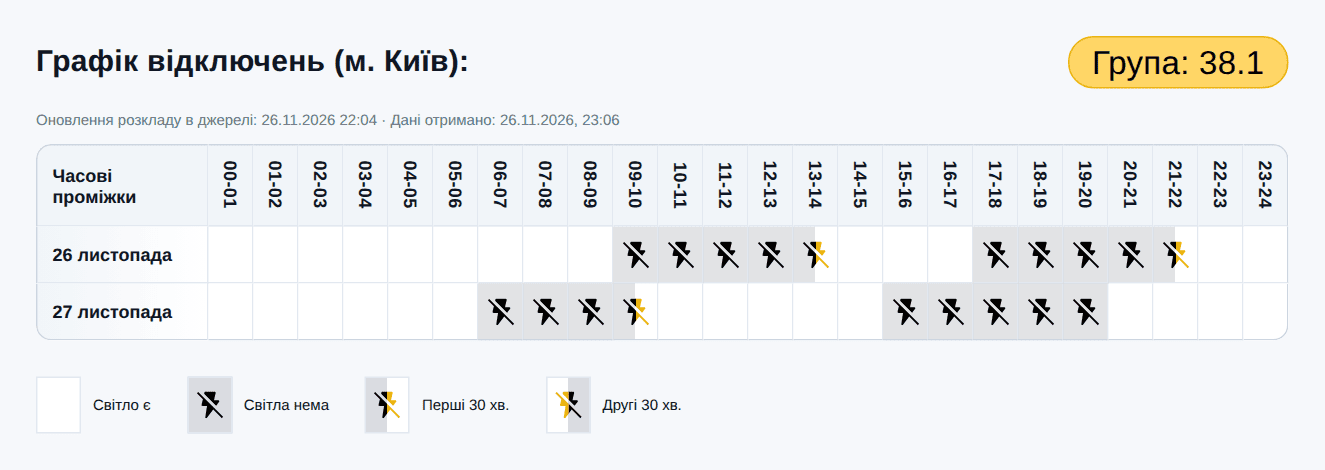 Графік відключень (м. Київ):
Група: 38.1
Оновлення розкладу в джерелі: 26.11.2026 22:04 · Дані отримано: 26.11.2026, 23:06
Часові
проміжки
00-01
01-02
02-03
03-04
04-05
05-06
06-07
07-08
08-09
09-10
10-11
11-12
12-13
13-14
14-15
15-16
16-17
17-18
18-19
19-20
20-21
21-22
22-23
23-24
26 листопада
27 листопада
Світло є
Світла нема
Перші 30 хв.
Другі 30 хв.